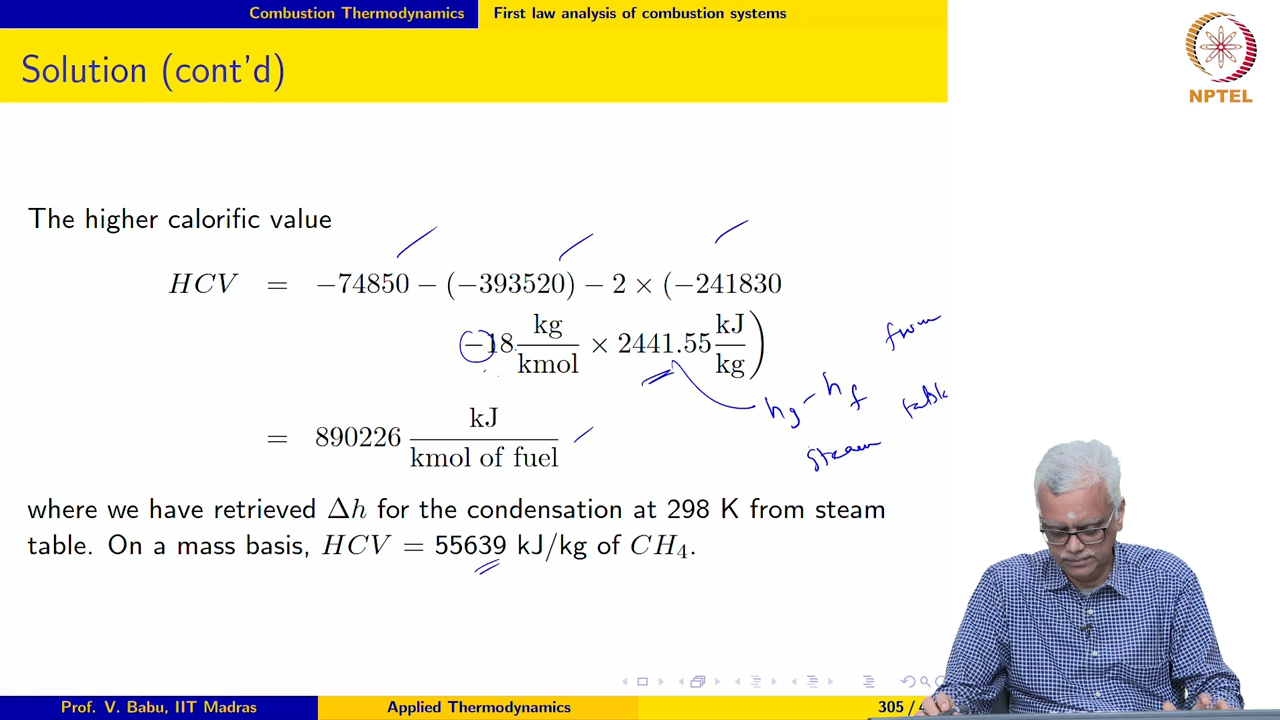 Combustion Thermodynamics First law analysis of combustion systems
Solution (cont'd)
NPTEL
The higher calorific value
HCV = −74850 − (−393520) − 2 × (−241830
−18 kg/kmol × 2441.55 kJ/kg)
from
hg − hf table
steam
= 890226 kJ/kmol of fuel
where we have retrieved Δh for the condensation at 298 K from steam
table. On a mass basis, HCV = 55639 kJ/kg of CH₄.
Prof. V. Babu, IIT Madras Applied Thermodynamics 305 / 4